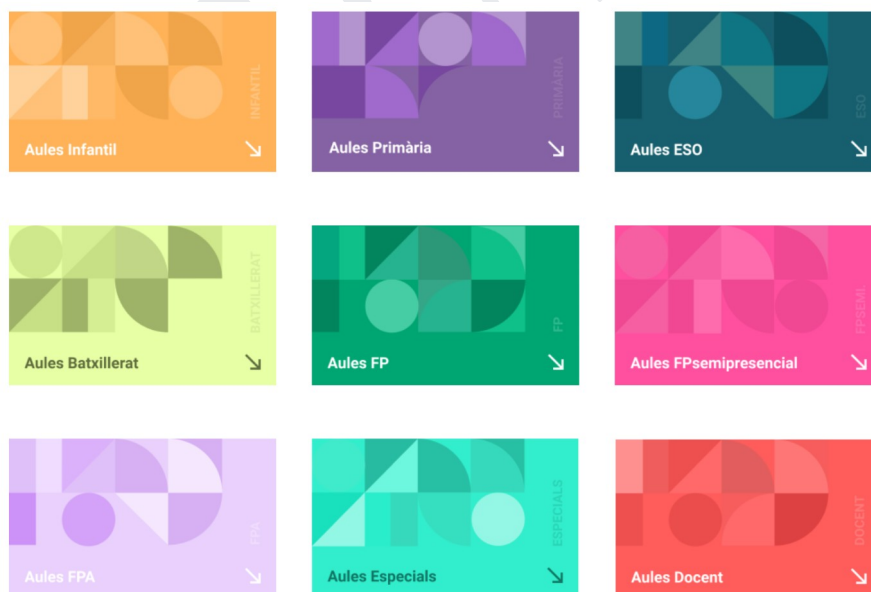 INFANTIL
Aules Infantil
PRIMÀRIA
Aules Primària
ESO
Aules ESO
BATXILLERAT
Aules Batxillerat
FP
Aules FP
FPSEMI.
Aules FPsemipresencial
FPA
Aules FPA
ESPECIALS
Aules Especials
DOCENT
Aules Docent